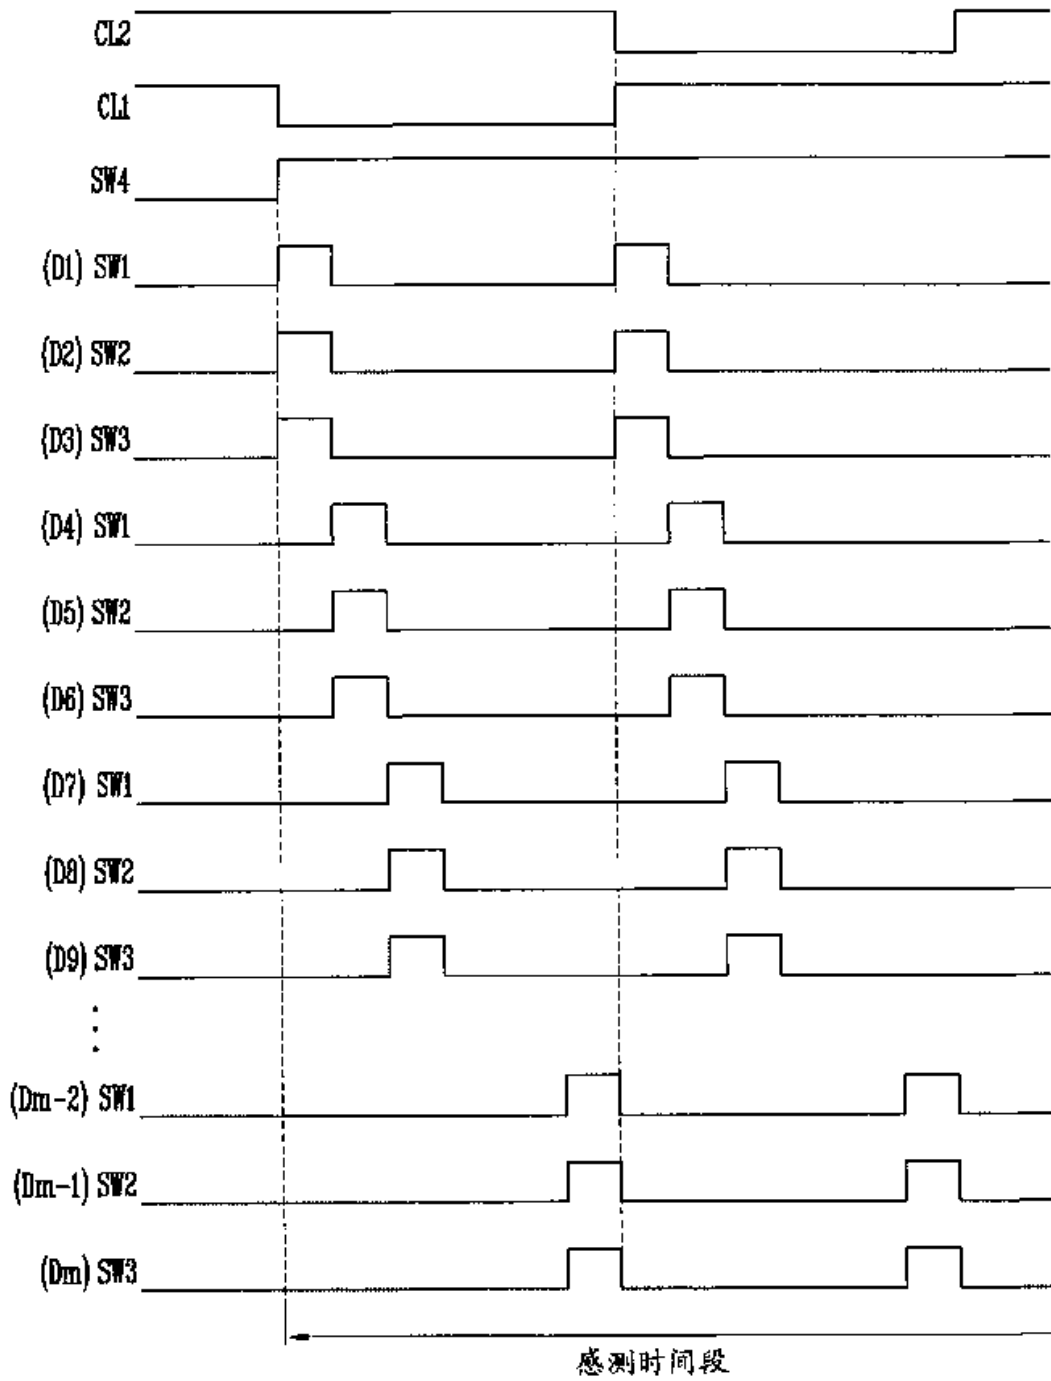 CL2
CL1
SW4
(D1) SW1
(D2) SW2
(D3) SW3
(D4) SW1
(D5) SW2
(D6) SW3
(D7) SW1
(D8) SW2
(D9) SW3
(Dm-2) SW1
(Dm-1) SW2
(Dm) SW3
感测时间段